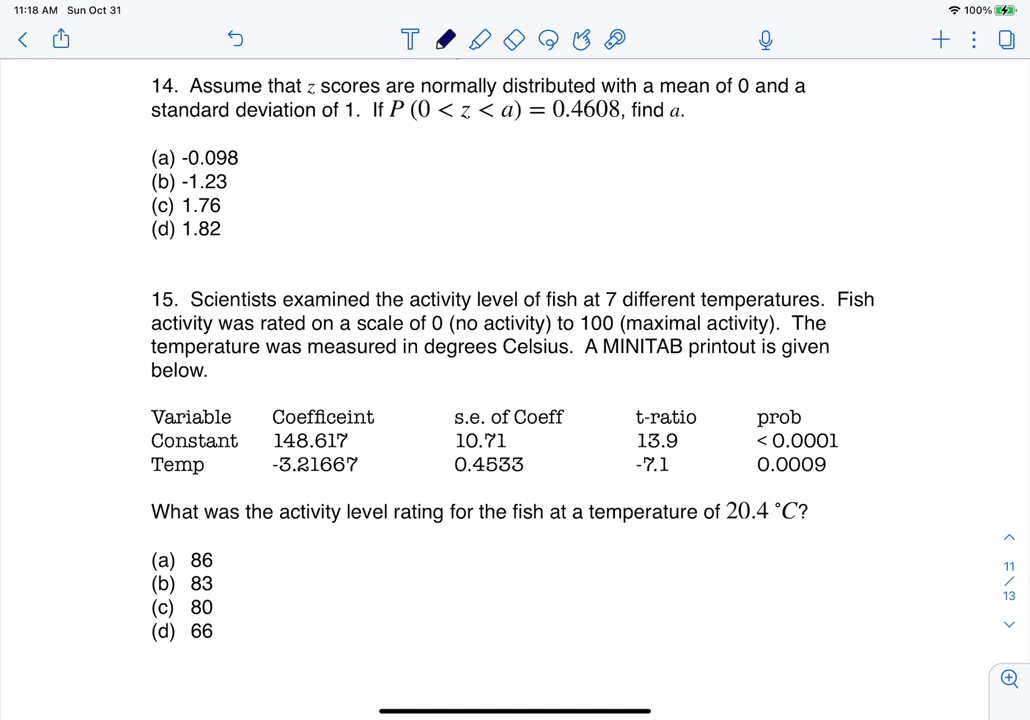 11:18 AM Sun Oct 31
100%
14. Assume that z scores are normally distributed with a mean of 0 and a
standard deviation of 1. If P (0 < z < a) = 0.4608, find a.
(a) -0.098
(b) -1.23
(c) 1.76
(d) 1.82
15. Scientists examined the activity level of fish at 7 different temperatures. Fish
activity was rated on a scale of 0 (no activity) to 100 (maximal activity). The
temperature was measured in degrees Celsius. A MINITAB printout is given
below.
Variable Coefficeint s.e. of Coeff t-ratio prob
Constant 148.617 10.71 13.9 < 0.0001
Temp -3.21667 0.4533 -7.1 0.0009
What was the activity level rating for the fish at a temperature of 20.4 °C?
(a) 86
(b) 83
(c) 80
(d) 66
11
/
13